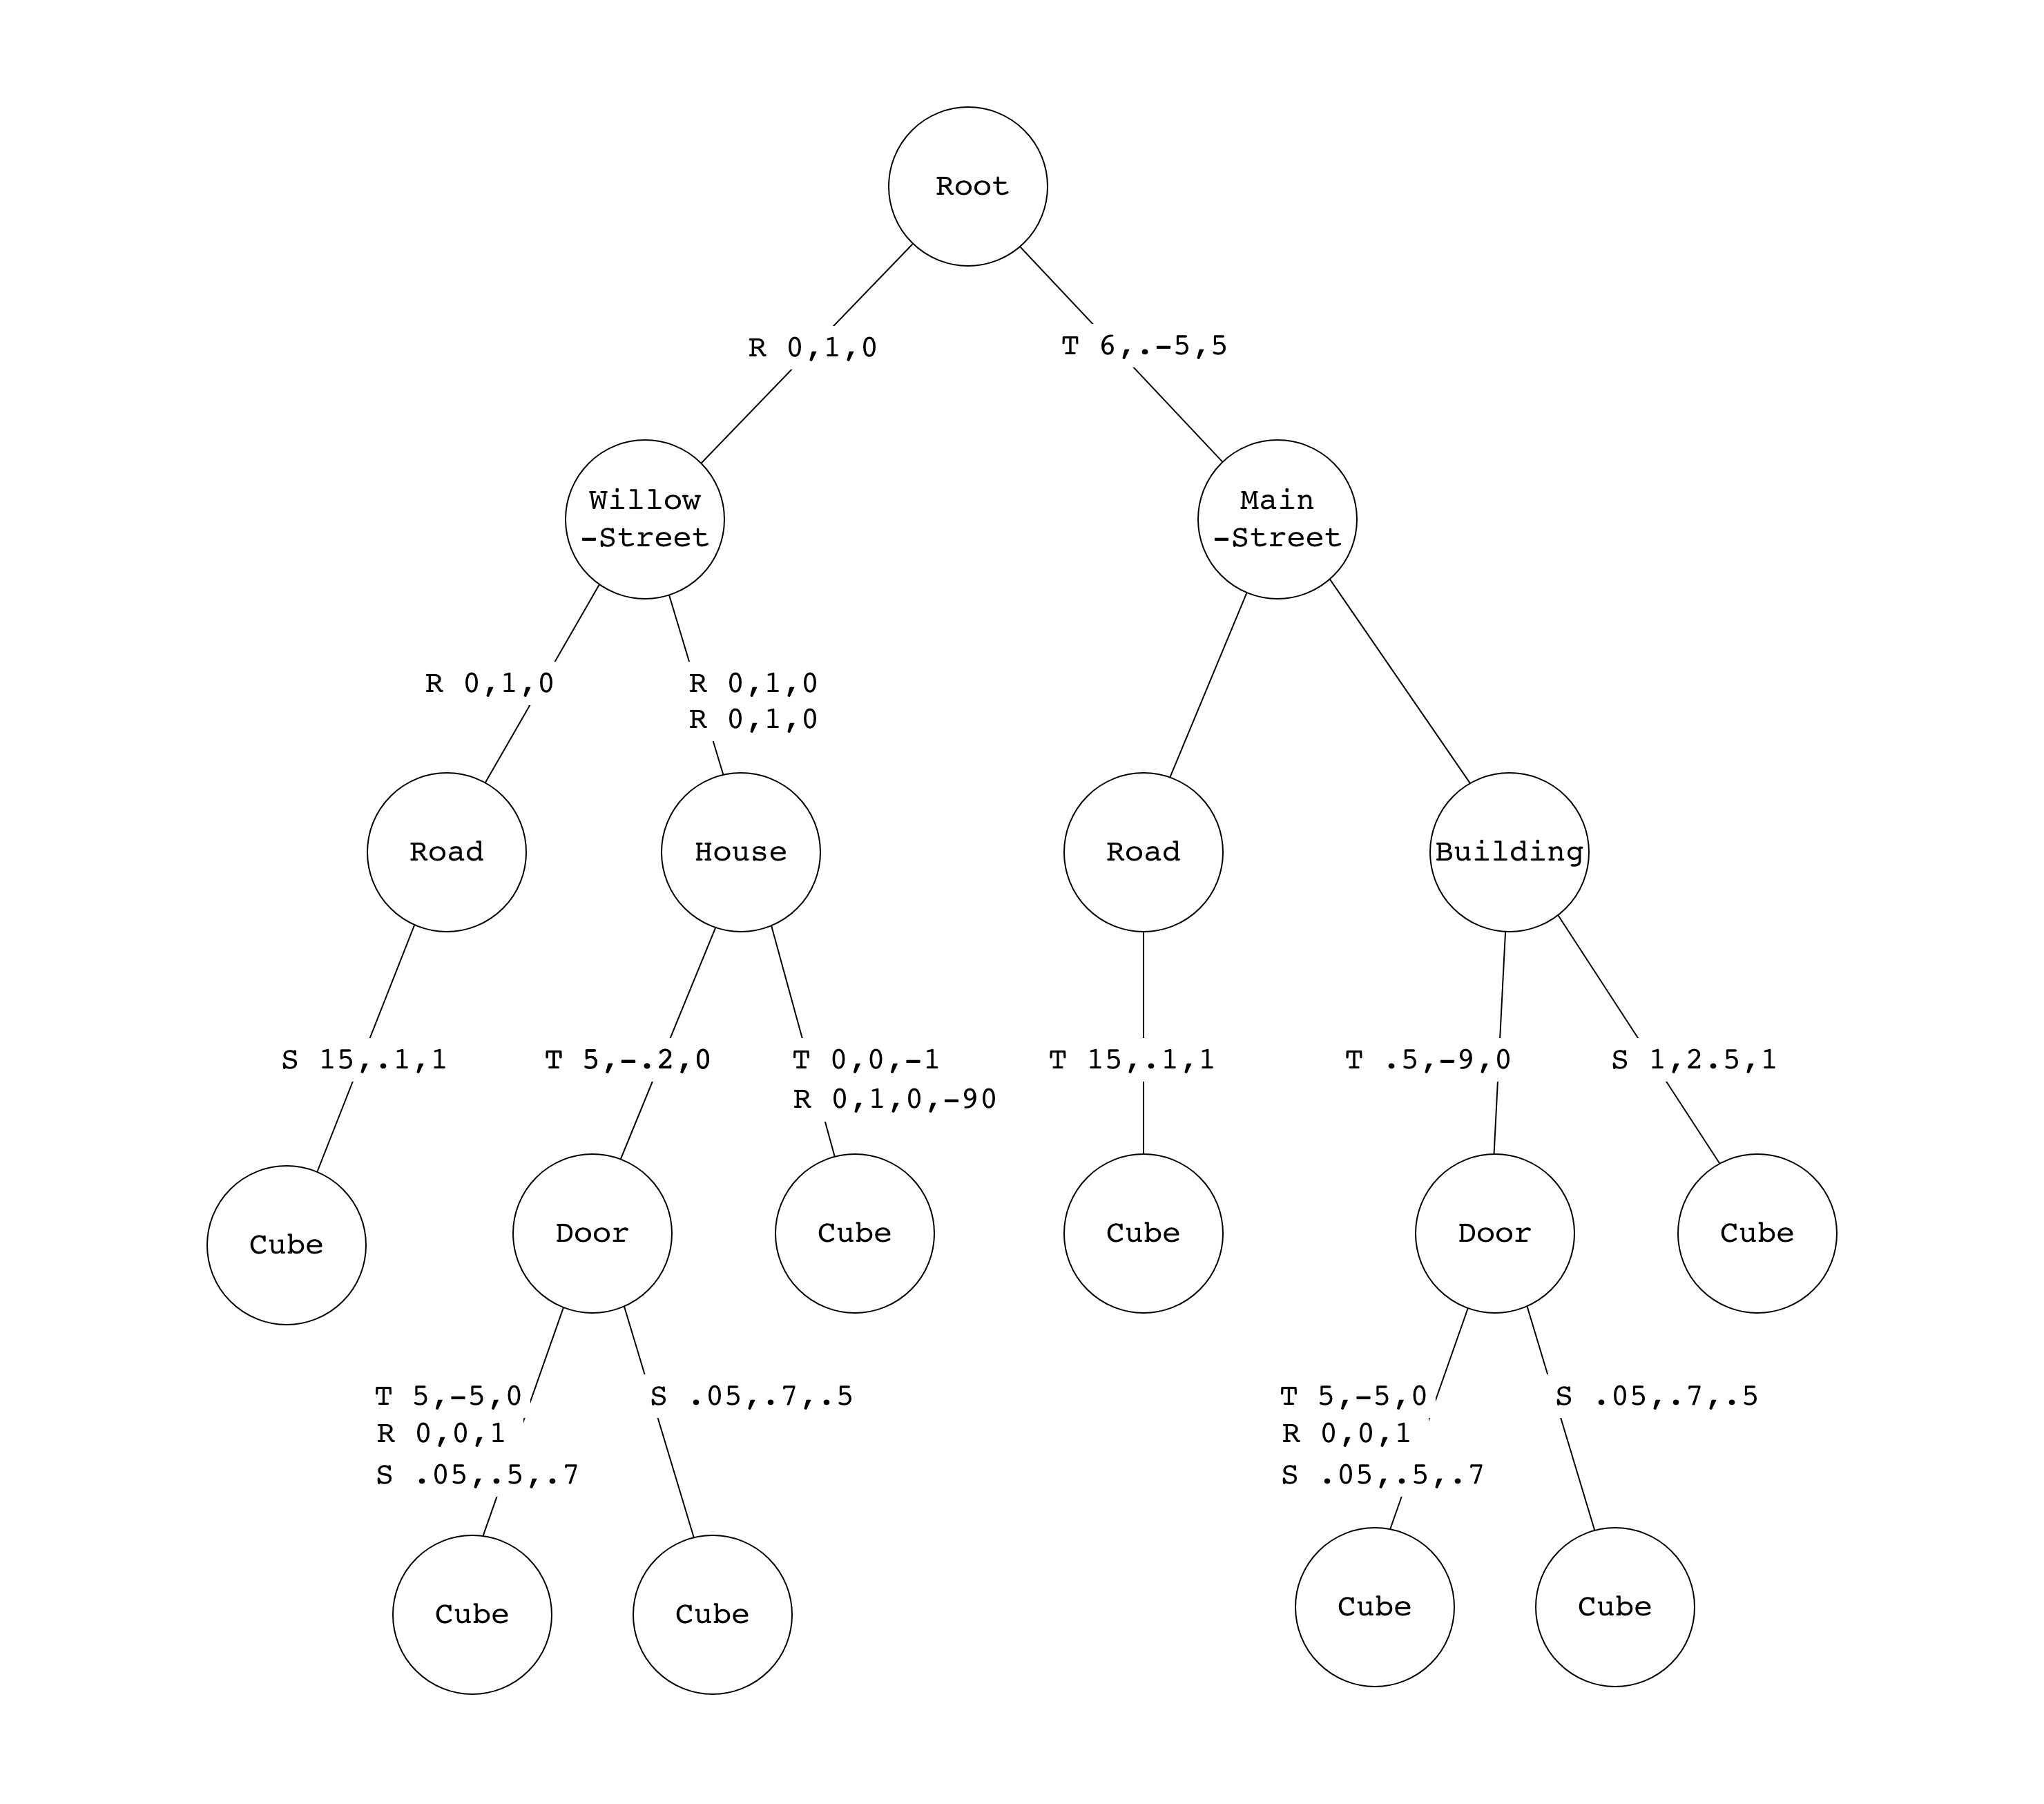 Root
R 0,1,0
T 6,.-5,5
Willow
-Street
Main
-Street
R 0,1,0
R 0,1,0
R 0,1,0
Road
House
Road
Building
S 15,.1,1
T 5,-.2,0
T 0,0,-1
R 0,1,0,-90
T 15,.1,1
T .5,-9,0
S 1,2.5,1
Cube
Door
Cube
Cube
Door
Cube
T 5,-5,0
R 0,0,1
S .05,.5,.7
S .05,.7,.5
T 5,-5,0
R 0,0,1
S .05,.5,.7
S .05,.7,.5
Cube
Cube
Cube
Cube